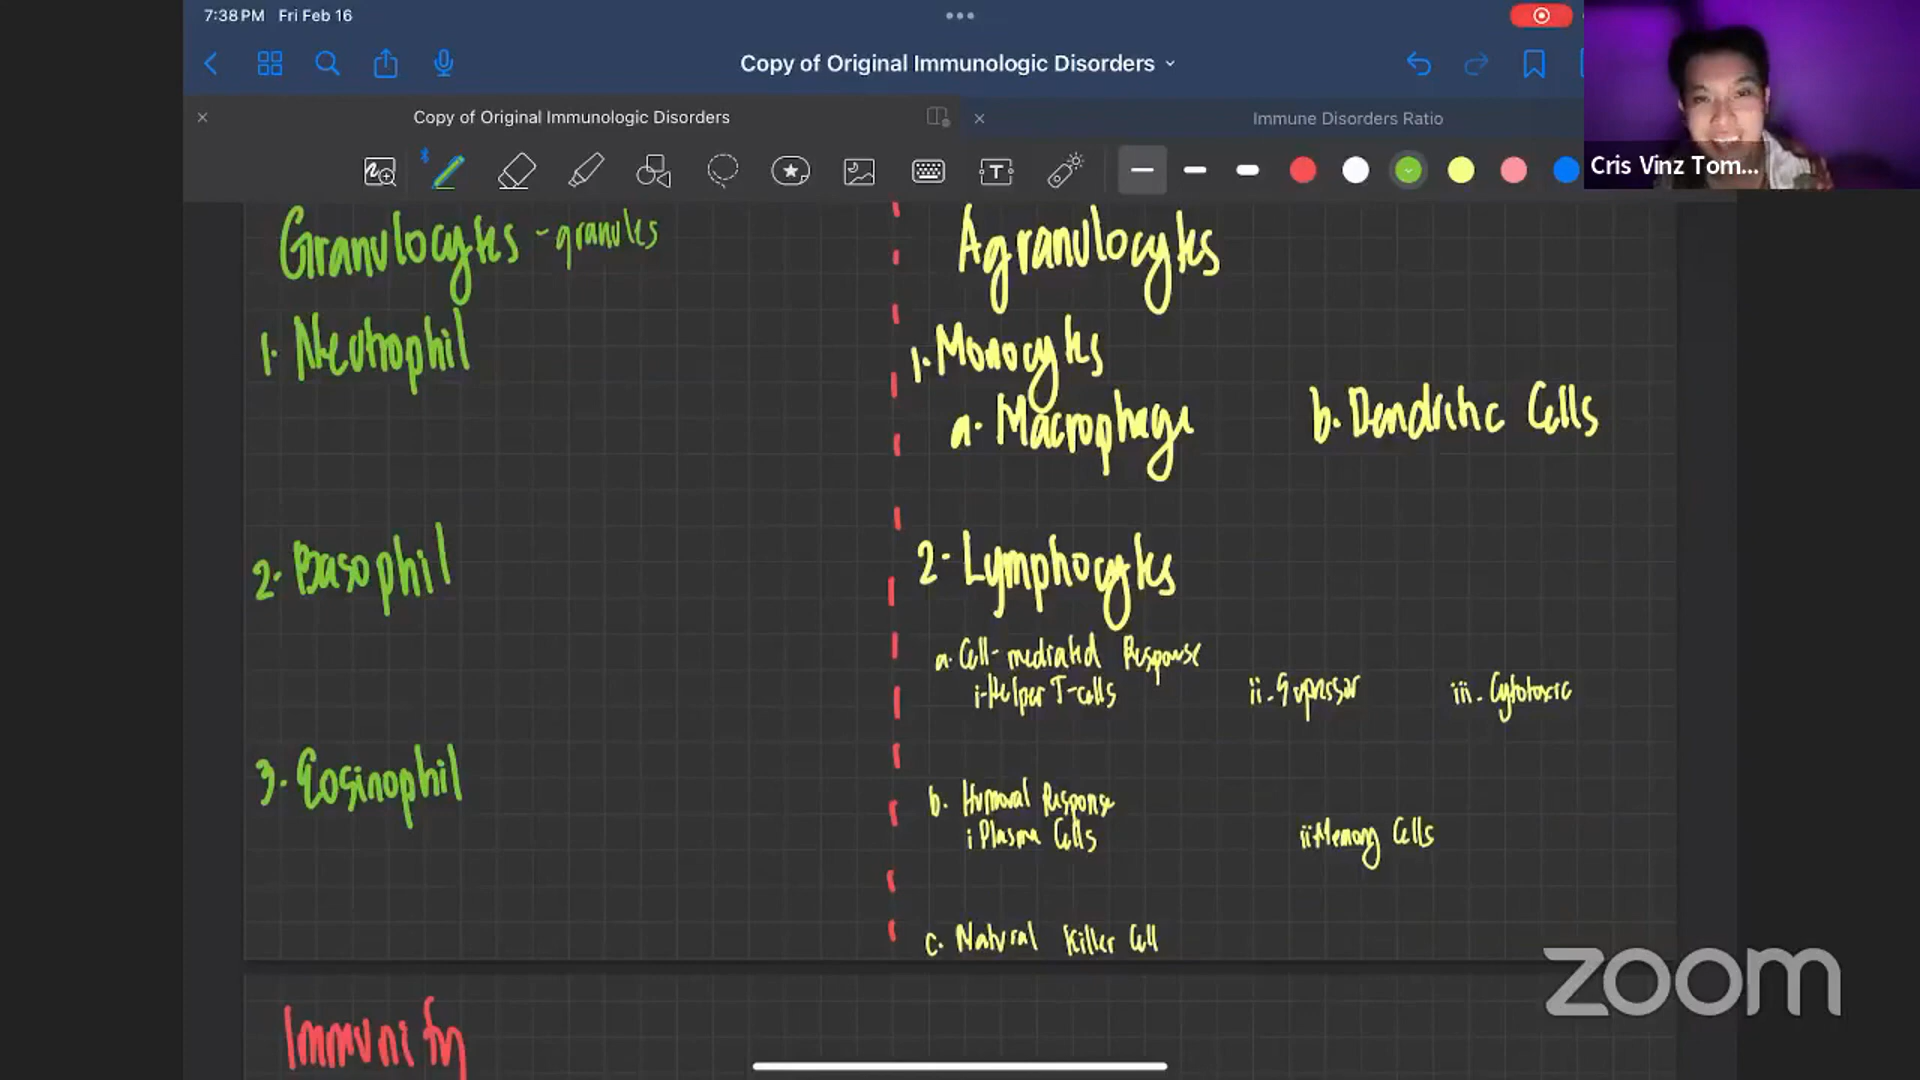 7:38 PM Fri Feb 16
Copy of Original Immunologic Disorders
Copy of Original Immunologic Disorders
Immune Disorders Ratio
Cris Vinz Tom...
Granulocytes - granules
1. Neutrophil
2. Basophil
3. Eosinophil
Agranulocytes
1. Monocytes
a. Macrophage
b. Dendritic Cells
2. Lymphocytes
a. Cell-mediated Response
i. Helper T-cells
ii. Supressor
iii. Cytotoxic
b. Humoral Response
i Plasma Cells
ii Memory Cells
c. Natural Killer Cell
Immunity
zoom